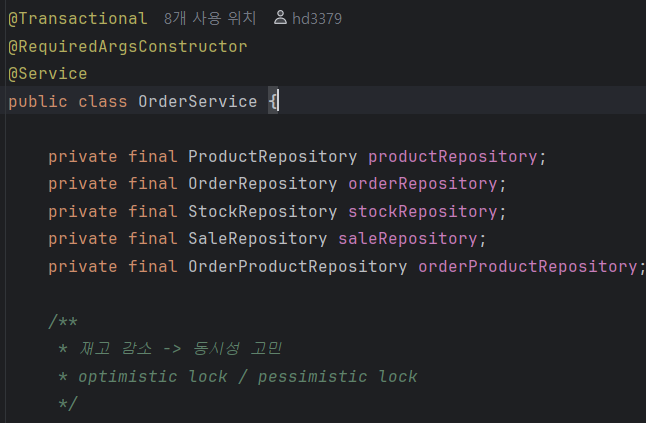 @Transactional 8개 사용 위치 hd3379
@RequiredArgsConstructor
@Service
public class OrderService {
private final ProductRepository productRepository;
private final OrderRepository orderRepository;
private final StockRepository stockRepository;
private final SaleRepository saleRepository;
private final OrderProductRepository orderProductRepository;
/**
* 재고 감소 -> 동시성 고민
* optimistic lock / pessimistic lock
*/